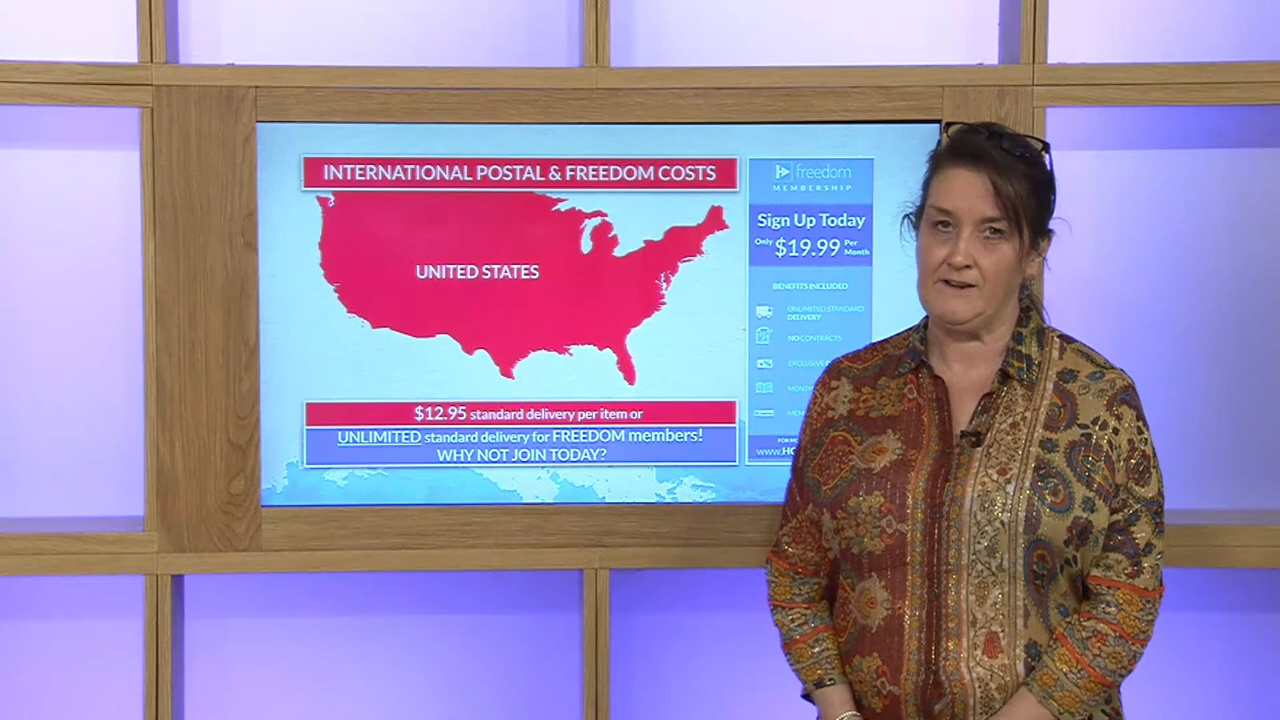 INTERNATIONAL POSTAL & FREEDOM COSTS
UNITED STATES
$12.95 standard delivery per item or
UNLIMITED standard delivery for FREEDOM members!
WHY NOT JOIN TODAY?
freedom
MEMBERSHIP
Sign Up Today
Only $19.99 Per Month
BENEFITS INCLUDED
UNLIMITED STANDARD
DELIVERY
NO CONTRACTS
EXCLUSIVE